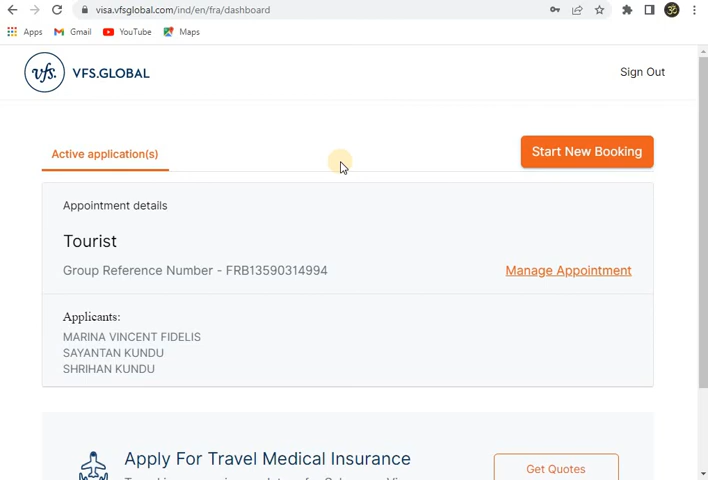 visa.vfsglobal.com/ind/en/fra/dashboard
Apps Gmail YouTube Maps
vfs. VFS.GLOBAL
Sign Out
Active application(s)
Start New Booking
Appointment details
Tourist
Group Reference Number - FRB13590314994
Manage Appointment
Applicants:
MARINA VINCENT FIDELIS
SAYANTAN KUNDU
SHRIHAN KUNDU
Apply For Travel Medical Insurance
Get Quotes